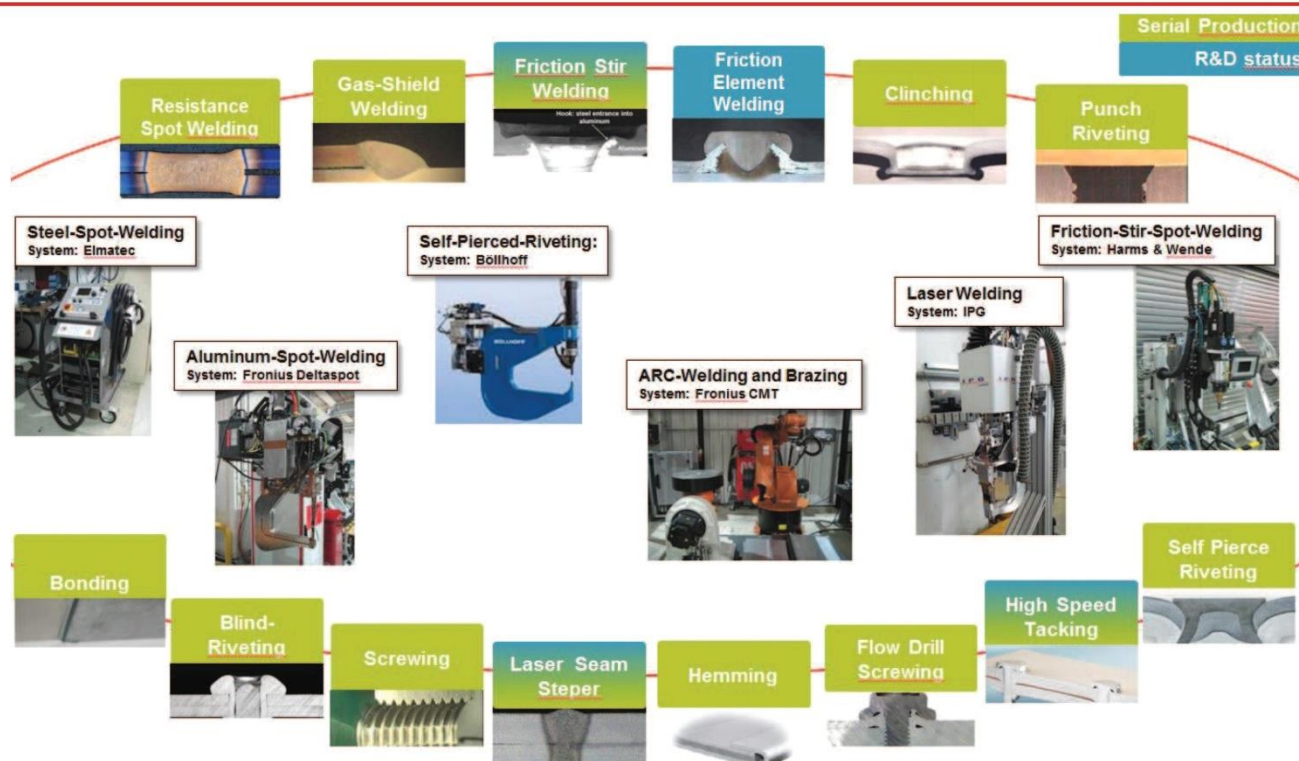 Serial Production
R&D status
Resistance
Spot Welding
Gas-Shield
Welding
Friction Stir
Welding
Hook: steel entrance into
aluminum
Aluminum
Friction
Element
Welding
Clinching
Punch
Riveting
Steel-Spot-Welding
System: Elmatec
Self-Pierced-Riveting:
System: Böllhoff
BÖLLHOFF
Friction-Stir-Spot-Welding
System: Harms & Wende
Laser Welding
System: IPG
IPG
Aluminum-Spot-Welding
System: Fronius Deltaspot
ARC-Welding and Brazing
System: Fronius CMT
Bonding
Blind-
Riveting
Screwing
Laser Seam
Steper
Hemming
Flow Drill
Screwing
High Speed
Tacking
Self Pierce
Riveting